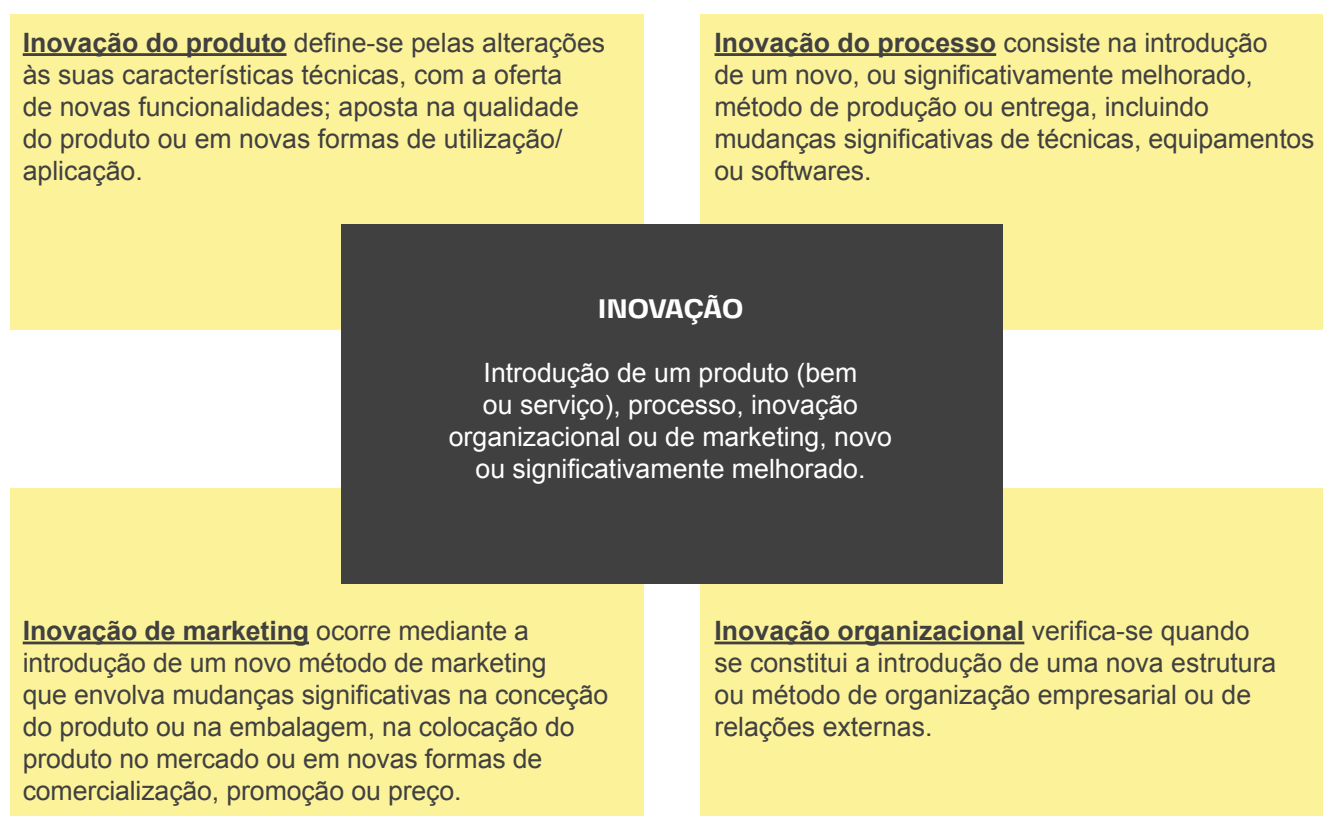 Inovação do produto define-se pelas alterações
às suas características técnicas, com a oferta
de novas funcionalidades; aposta na qualidade
do produto ou em novas formas de utilização/
aplicação.
Inovação do processo consiste na introdução
de um novo, ou significativamente melhorado,
método de produção ou entrega, incluindo
mudanças significativas de técnicas, equipamentos
ou softwares.
INOVAÇÃO
Introdução de um produto (bem
ou serviço), processo, inovação
organizacional ou de marketing, novo
ou significativamente melhorado.
Inovação de marketing ocorre mediante a
introdução de um novo método de marketing
que envolva mudanças significativas na conceção
do produto ou na embalagem, na colocação do
produto no mercado ou em novas formas de
comercialização, promoção ou preço.
Inovação organizacional verifica-se quando
se constitui a introdução de uma nova estrutura
ou método de organização empresarial ou de
relações externas.